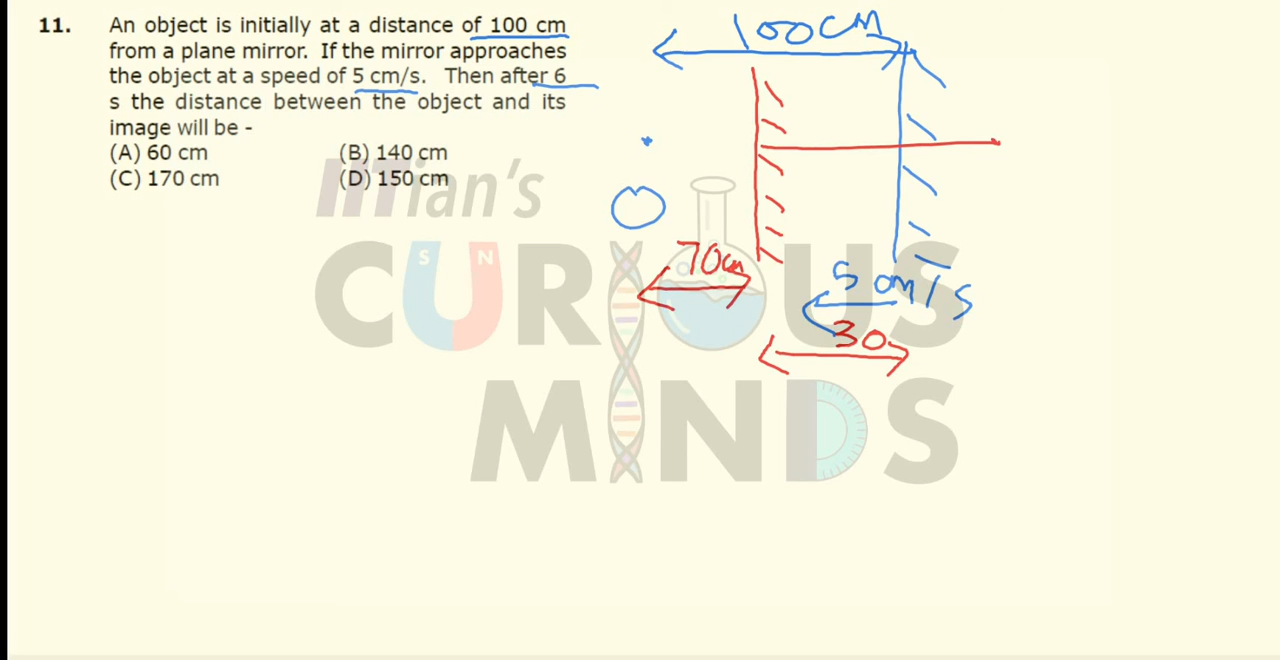 11. An object is initially at a distance of 100 cm
from a plane mirror. If the mirror approaches
the object at a speed of 5 cm/s. Then after 6
s the distance between the object and its
image will be -
(A) 60 cm (B) 140 cm
(C) 170 cm (D) 150 cm
100CM
O
70cm
5 cm/s
30
IITian's
CURIOUS
S N
MINDS